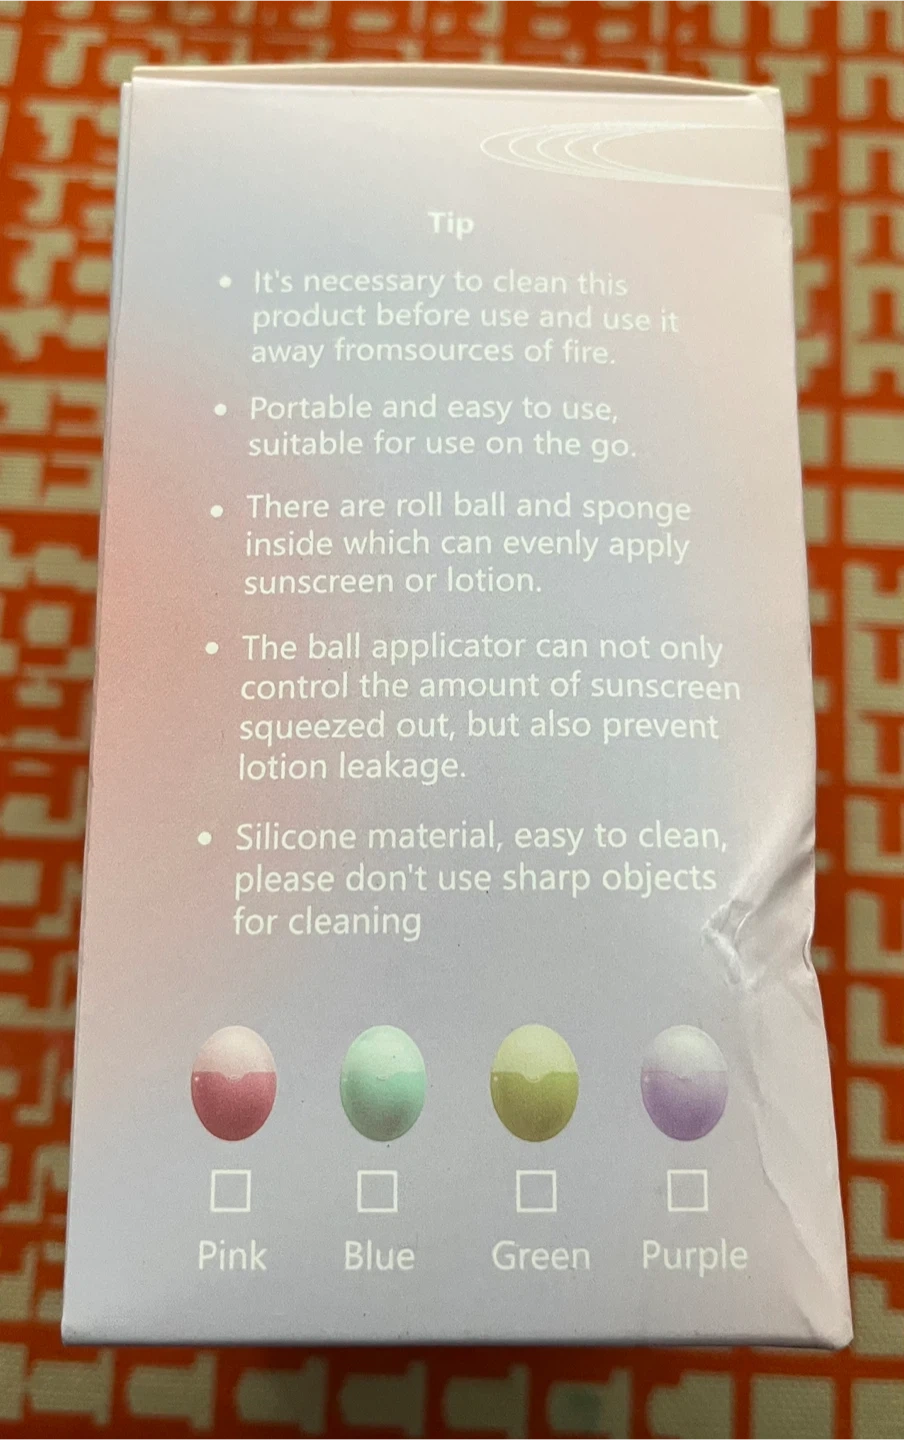 Tip
• It's necessary to clean this
product before use and use it
away fromsources of fire.
• Portable and easy to use,
suitable for use on the go.
• There are roll ball and sponge
inside which can evenly apply
sunscreen or lotion.
• The ball applicator can not only
control the amount of sunscreen
squeezed out, but also prevent
lotion leakage.
• Silicone material, easy to clean,
please don't use sharp objects
for cleaning
Pink Blue Green Purple